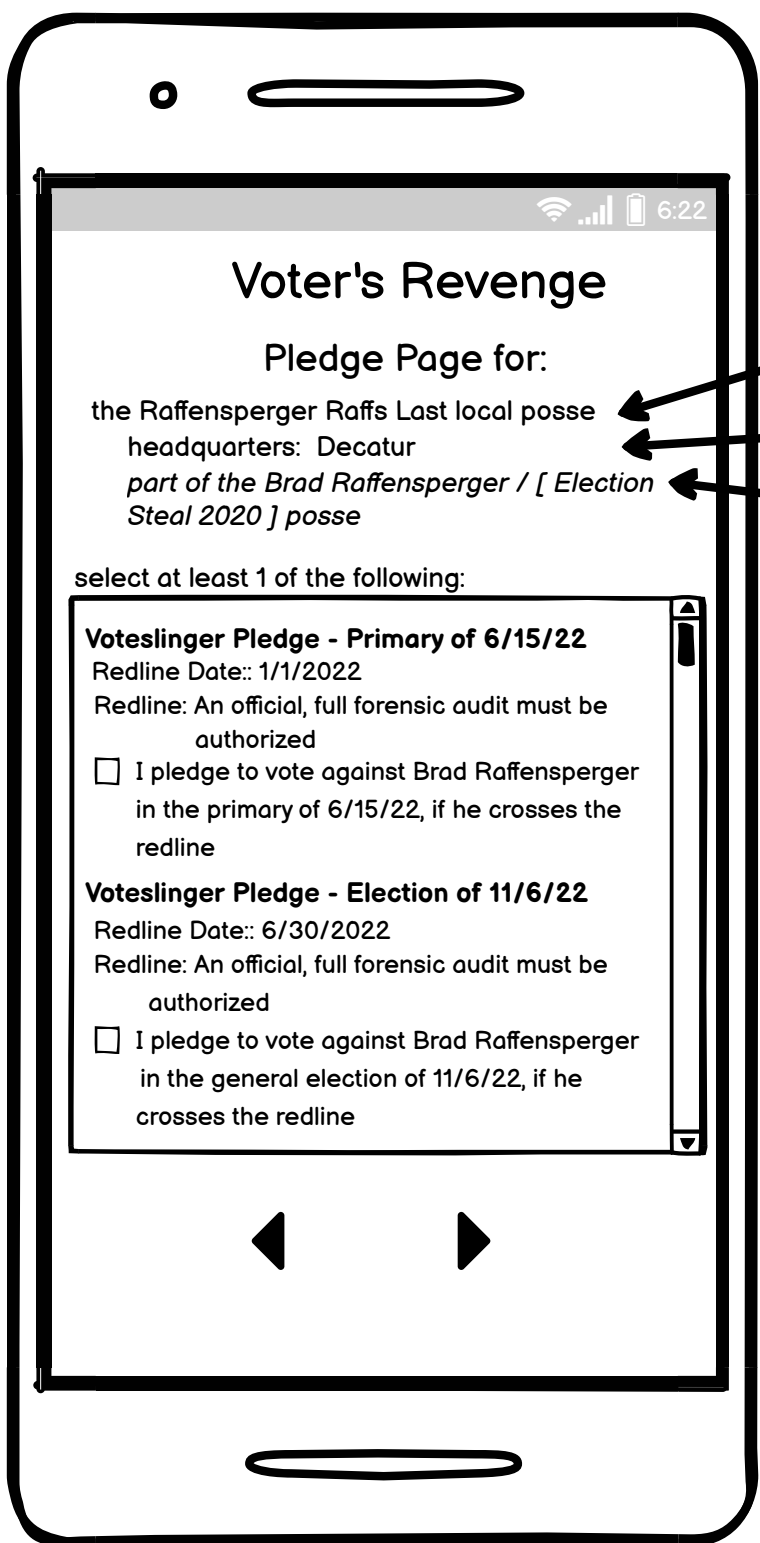 6:22
Voter's Revenge
Pledge Page for:
the Raffensperger Raffs Last local posse
headquarters:  Decatur
part of the Brad Raffensperger / [ Election
Steal 2020 ] posse
select at least 1 of the following:
Voteslinger Pledge - Primary of 6/15/22
Redline Date:: 1/1/2022
Redline: An official, full forensic audit must be
authorized
I pledge to vote against Brad Raffensperger
in the primary of 6/15/22, if he crosses the
redline
Voteslinger Pledge - Election of 11/6/22
Redline Date:: 6/30/2022
Redline: An official, full forensic audit must be
authorized
I pledge to vote against Brad Raffensperger
in the general election of 11/6/22, if he
crosses the redline